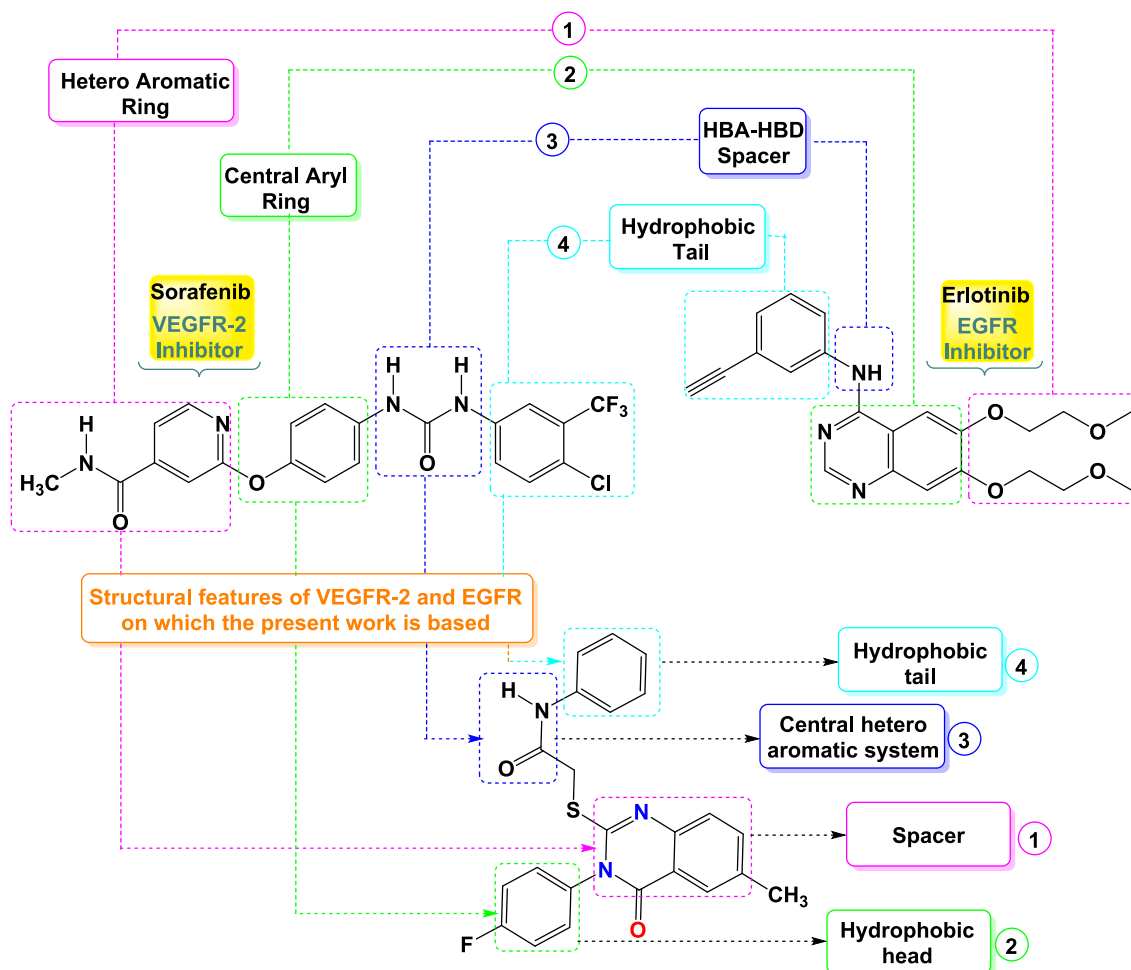 1
Hetero Aromatic
Ring
2
3
HBA-HBD
Spacer
Central Aryl
Ring
4
Hydrophobic
Tail
Sorafenib
VEGFR-2
Inhibitor
Erlotinib
EGFR
Inhibitor
H
N
H3C
O
N
O
H
N
O
H
N
CF3
Cl
NH
N
N
O
O
O
O
Structural features of VEGFR-2 and EGFR
on which the present work is based
Hydrophobic
tail
4
H
N
O
Central hetero
aromatic system
3
S
N
N
O
CH3
Spacer
1
F
Hydrophobic
head
2